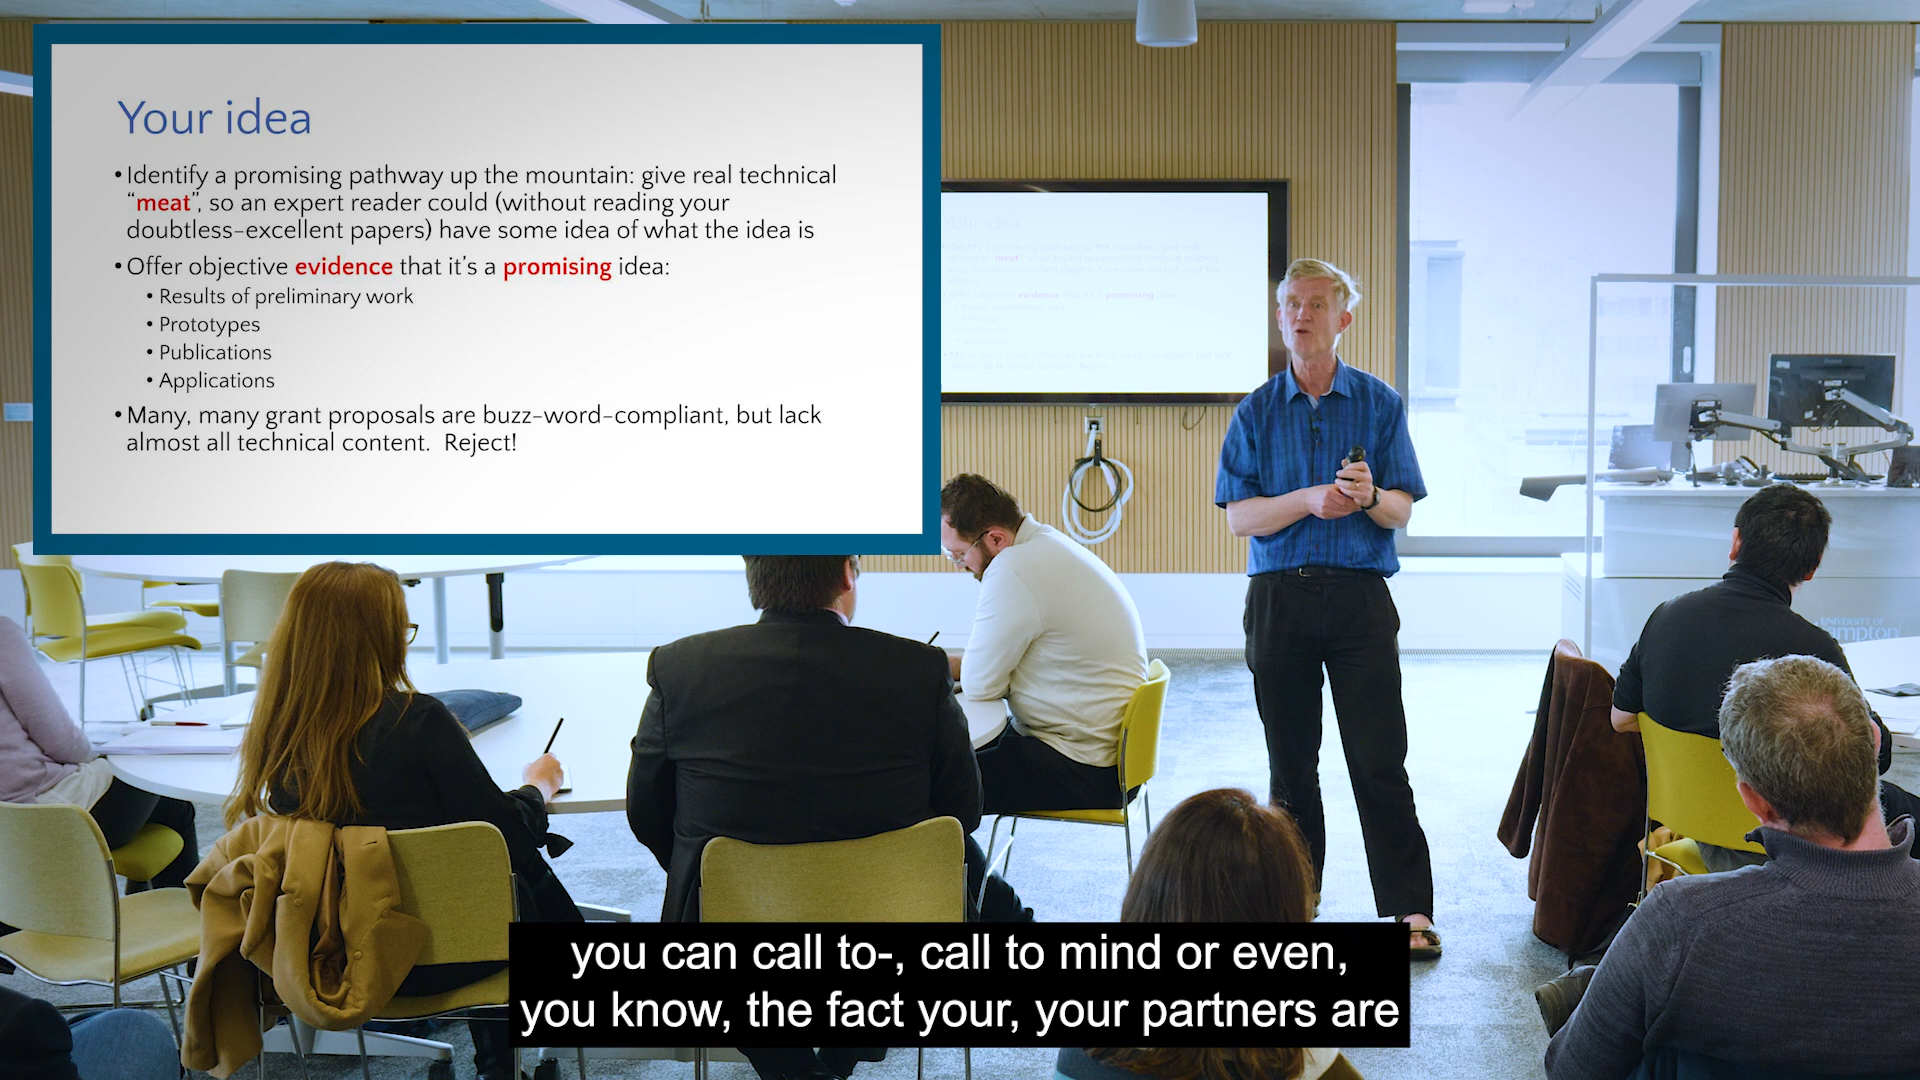 Your idea
• Identify a promising pathway up the mountain: give real technical
“meat”, so an expert reader could (without reading your
doubtless-excellent papers) have some idea of what the idea is
• Offer objective evidence that it’s a promising idea:
• Results of preliminary work
• Prototypes
• Publications
• Applications
• Many, many grant proposals are buzz-word-compliant, but lack
almost all technical content. Reject!
UNIVERSITY OF
you can call to-, call to mind or even,
you know, the fact your, your partners are